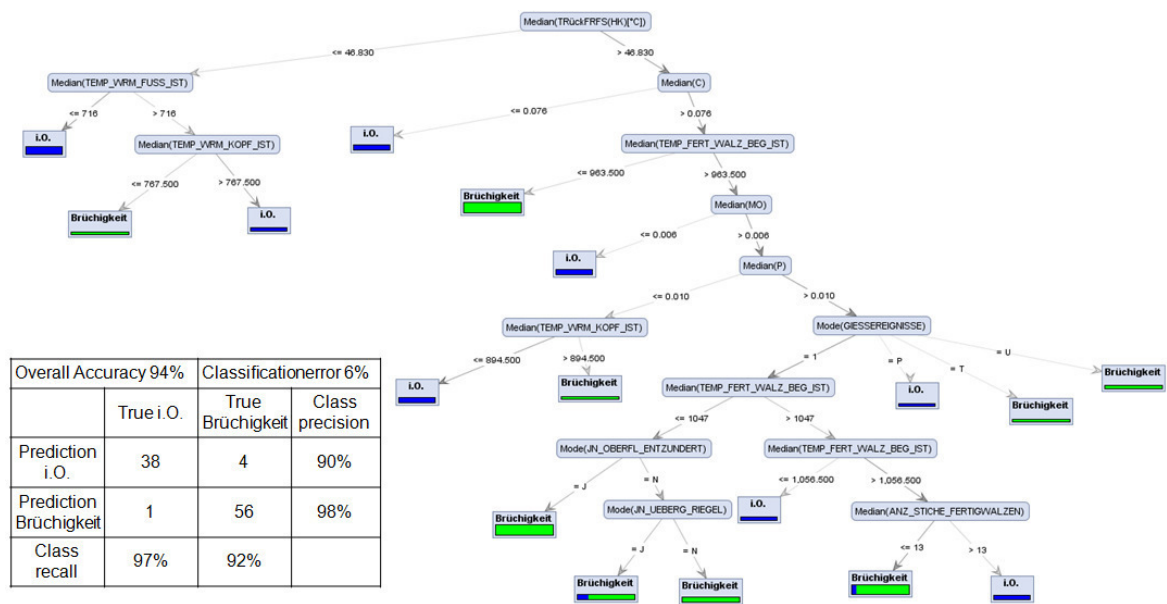 Median(TRückFRFS(HK)[°C])
<= 46.830
> 46.830
Median(TEMP_WRM_FUSS_IST)
Median(C)
<= 716
> 716
<= 0.076
> 0.076
i.O.
Median(TEMP_WRM_KOPF_IST)
i.O.
Median(TEMP_FERT_WALZ_BEG_IST)
<= 767.500
> 767.500
<= 963.500
> 963.500
Brüchigkeit
i.O.
Brüchigkeit
Median(MO)
<= 0.006
> 0.006
i.O.
Median(P)
<= 0.010
> 0.010
Median(TEMP_WRM_KOPF_IST)
Mode(GIESSEREIGNISSE)
<= 894.500
> 894.500
= 1
= P
= T
= U
i.O.
Brüchigkeit
Median(TEMP_FERT_WALZ_BEG_IST)
i.O.
Brüchigkeit
Brüchigkeit
<= 1047
> 1047
Mode(JN_OBERFL_ENTZUNDERT)
Median(TEMP_FERT_WALZ_BEG_IST)
= J
= N
<= 1,056.500
> 1,056.500
Brüchigkeit
Mode(JN_UEBERG_RIEGEL)
i.O.
Median(ANZ_STICHE_FERTIGWALZEN)
= J
= N
<= 13
> 13
Brüchigkeit
Brüchigkeit
Brüchigkeit
i.O.
Overall Accuracy 94% Classificationerror 6%
True i.O. True Brüchigkeit Class precision
Prediction i.O. 38 4 90%
Prediction Brüchigkeit 1 56 98%
Class recall 97% 92%